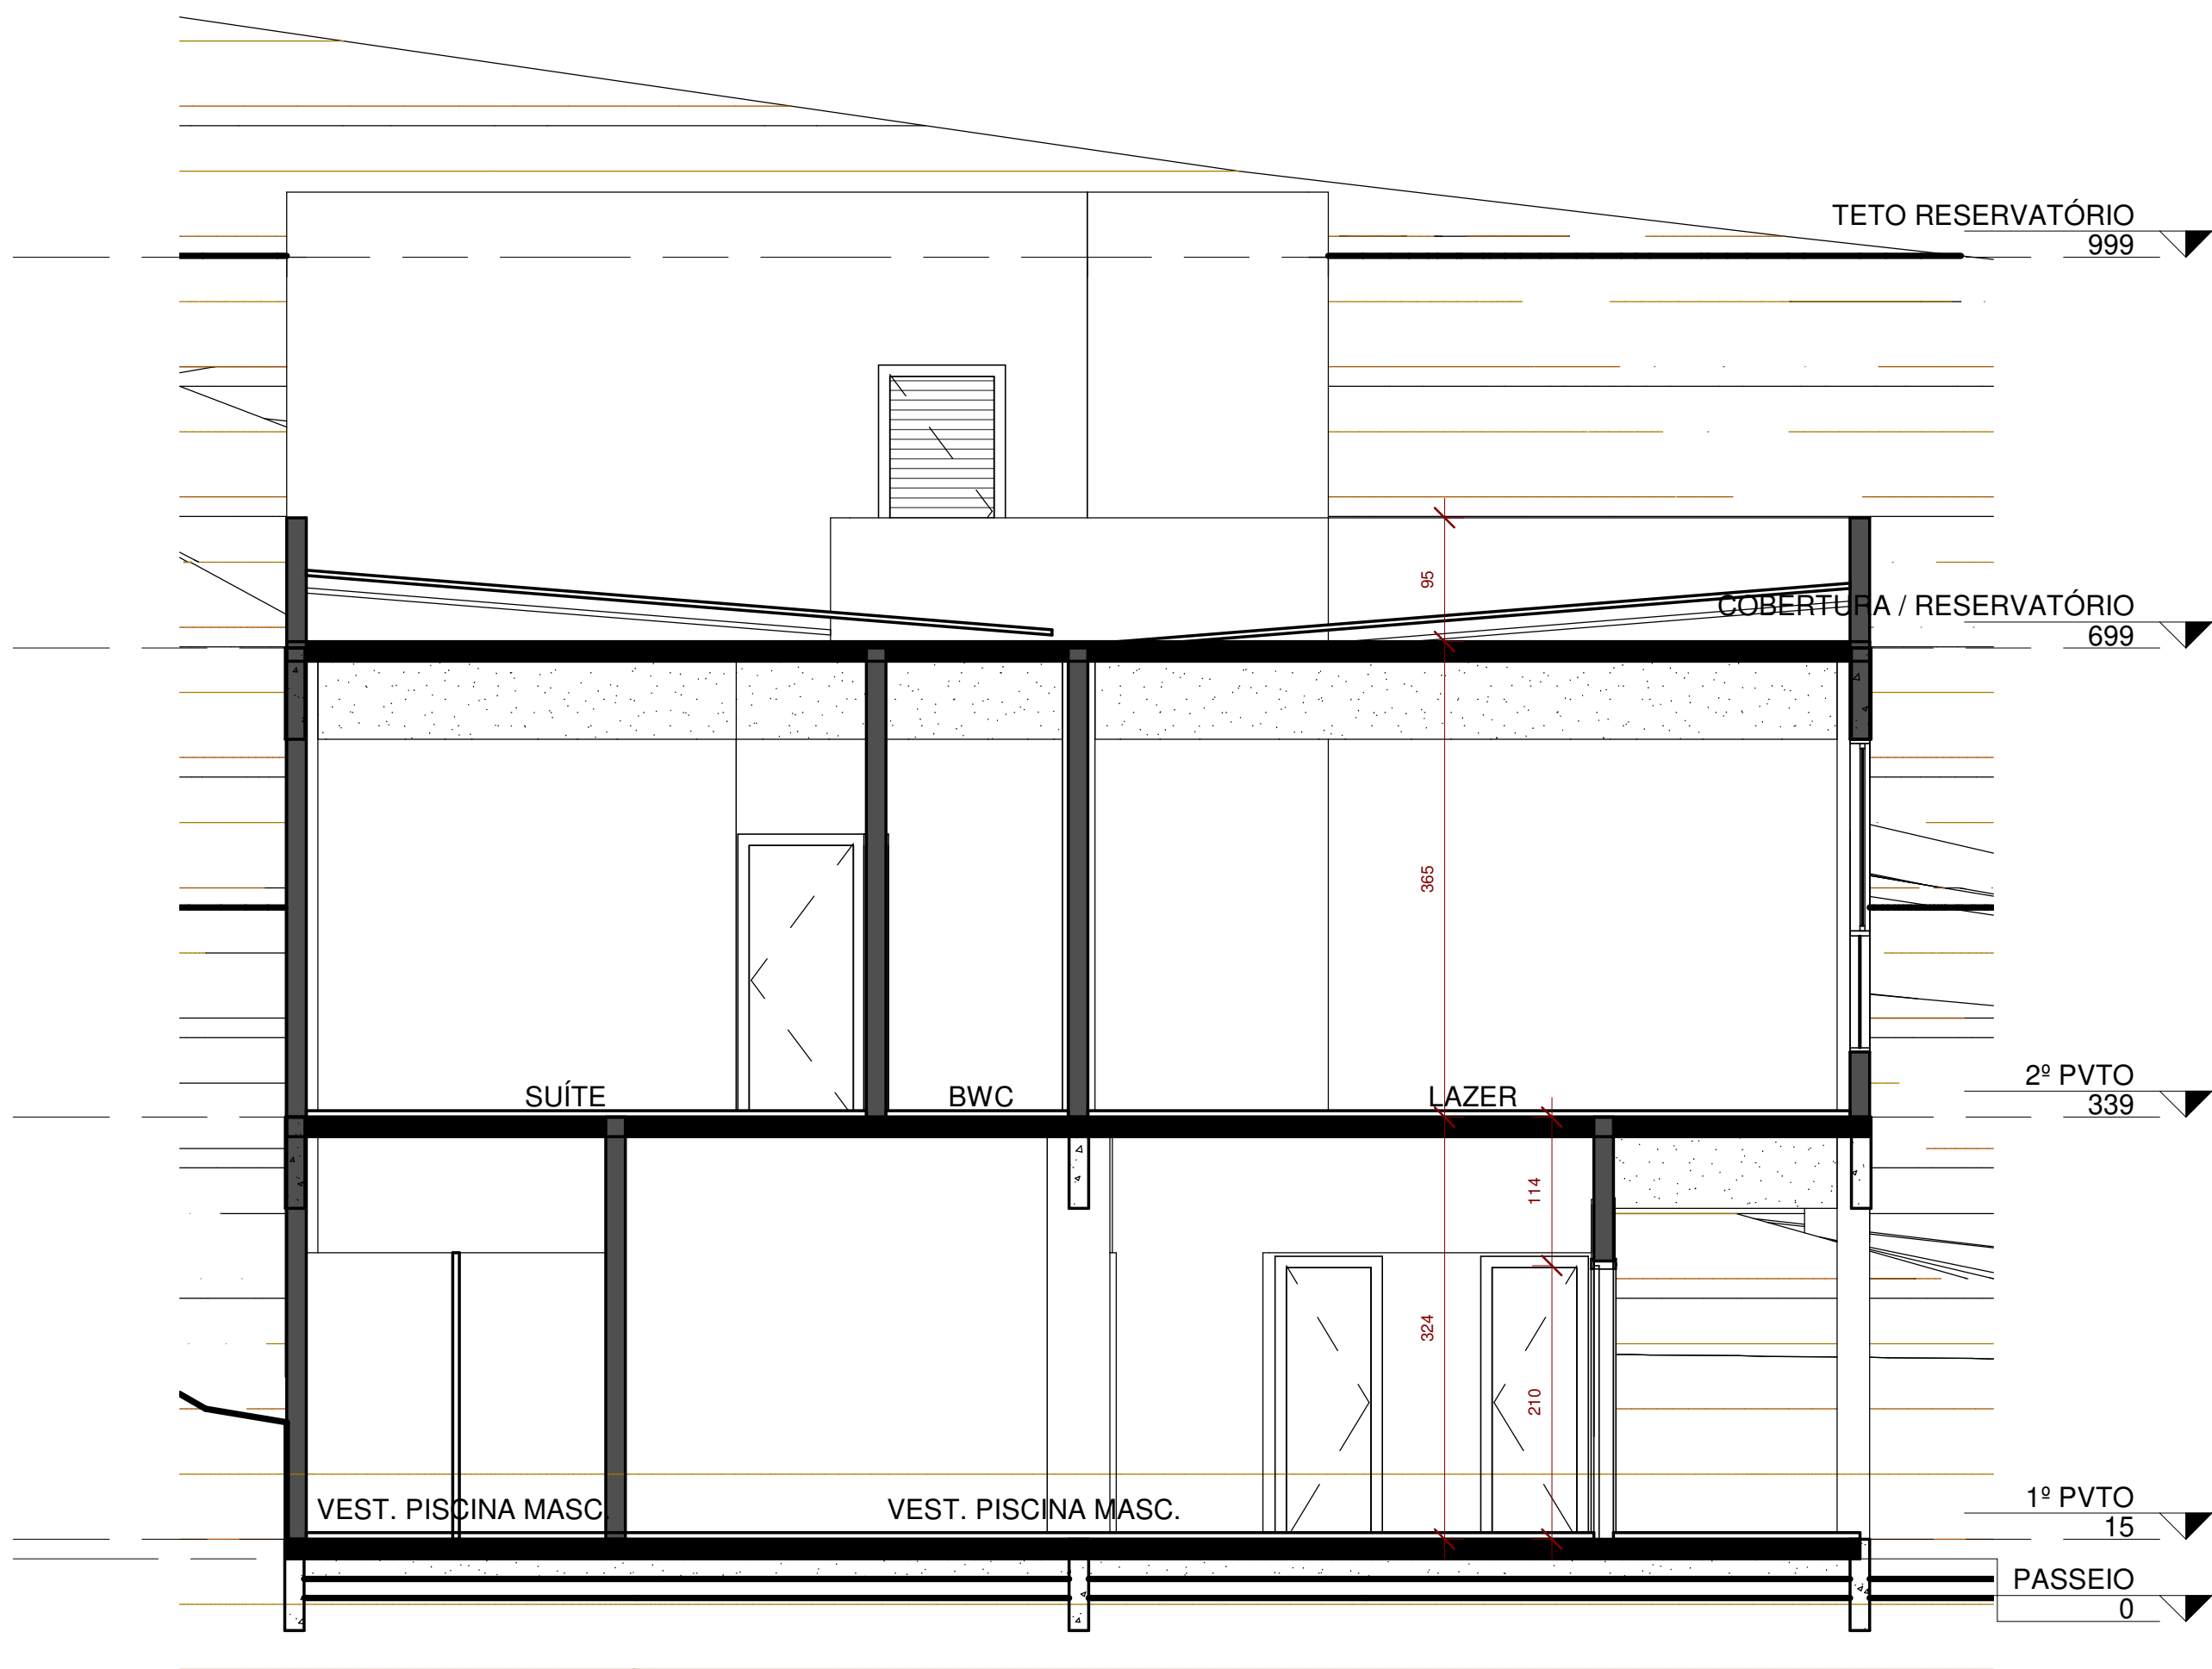 TETO RESERVATÓRIO
999
95
COBERTURA / RESERVATÓRIO
699
365
SUÍTE
BWC
LAZER
2º PVTO
339
114
324
210
VEST. PISCINA MASC.
VEST. PISCINA MASC.
1º PVTO
15
PASSEIO
0